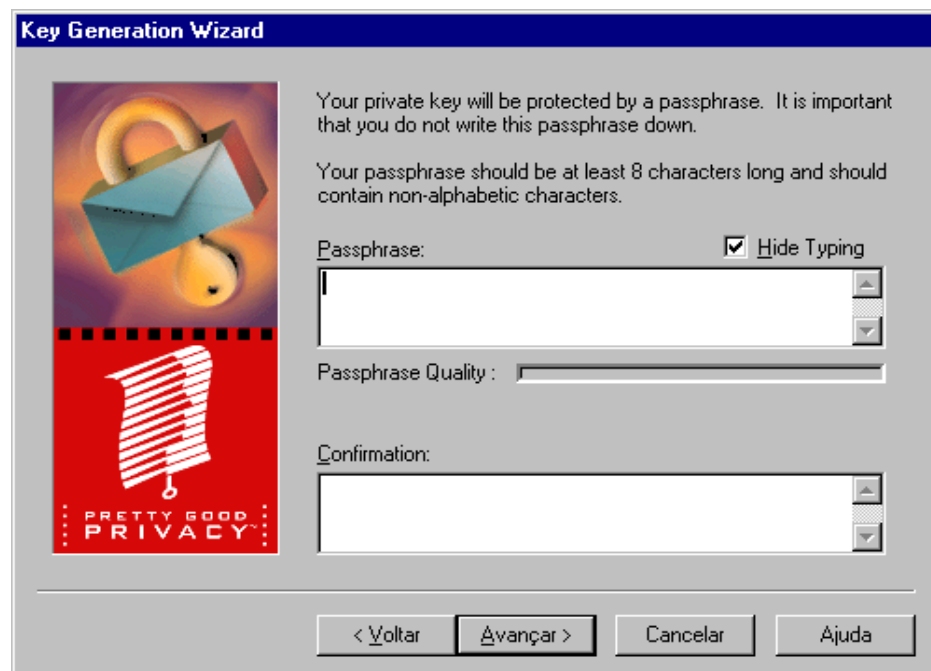 Key Generation Wizard
Your private key will be protected by a passphrase. It is important
that you do not write this passphrase down.
Your passphrase should be at least 8 characters long and should
contain non-alphabetic characters.
Passphrase:
Hide Typing
Passphrase Quality :
Confirmation:
PRETTY GOOD
PRIVACY™
< Voltar
Avançar >
Cancelar
Ajuda